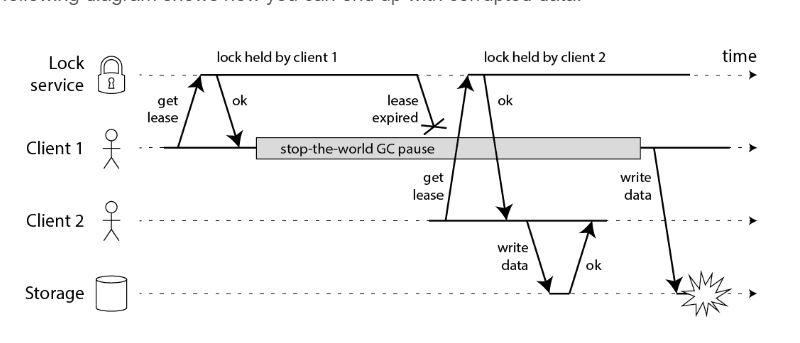 following diagram shows how you can end up with corrupted data:
lock held by client 1
lock held by client 2
time
Lock
service
get
lease
ok
lease
expired
ok
Client 1
stop-the-world GC pause
get
lease
write
data
Client 2
write
data
ok
Storage